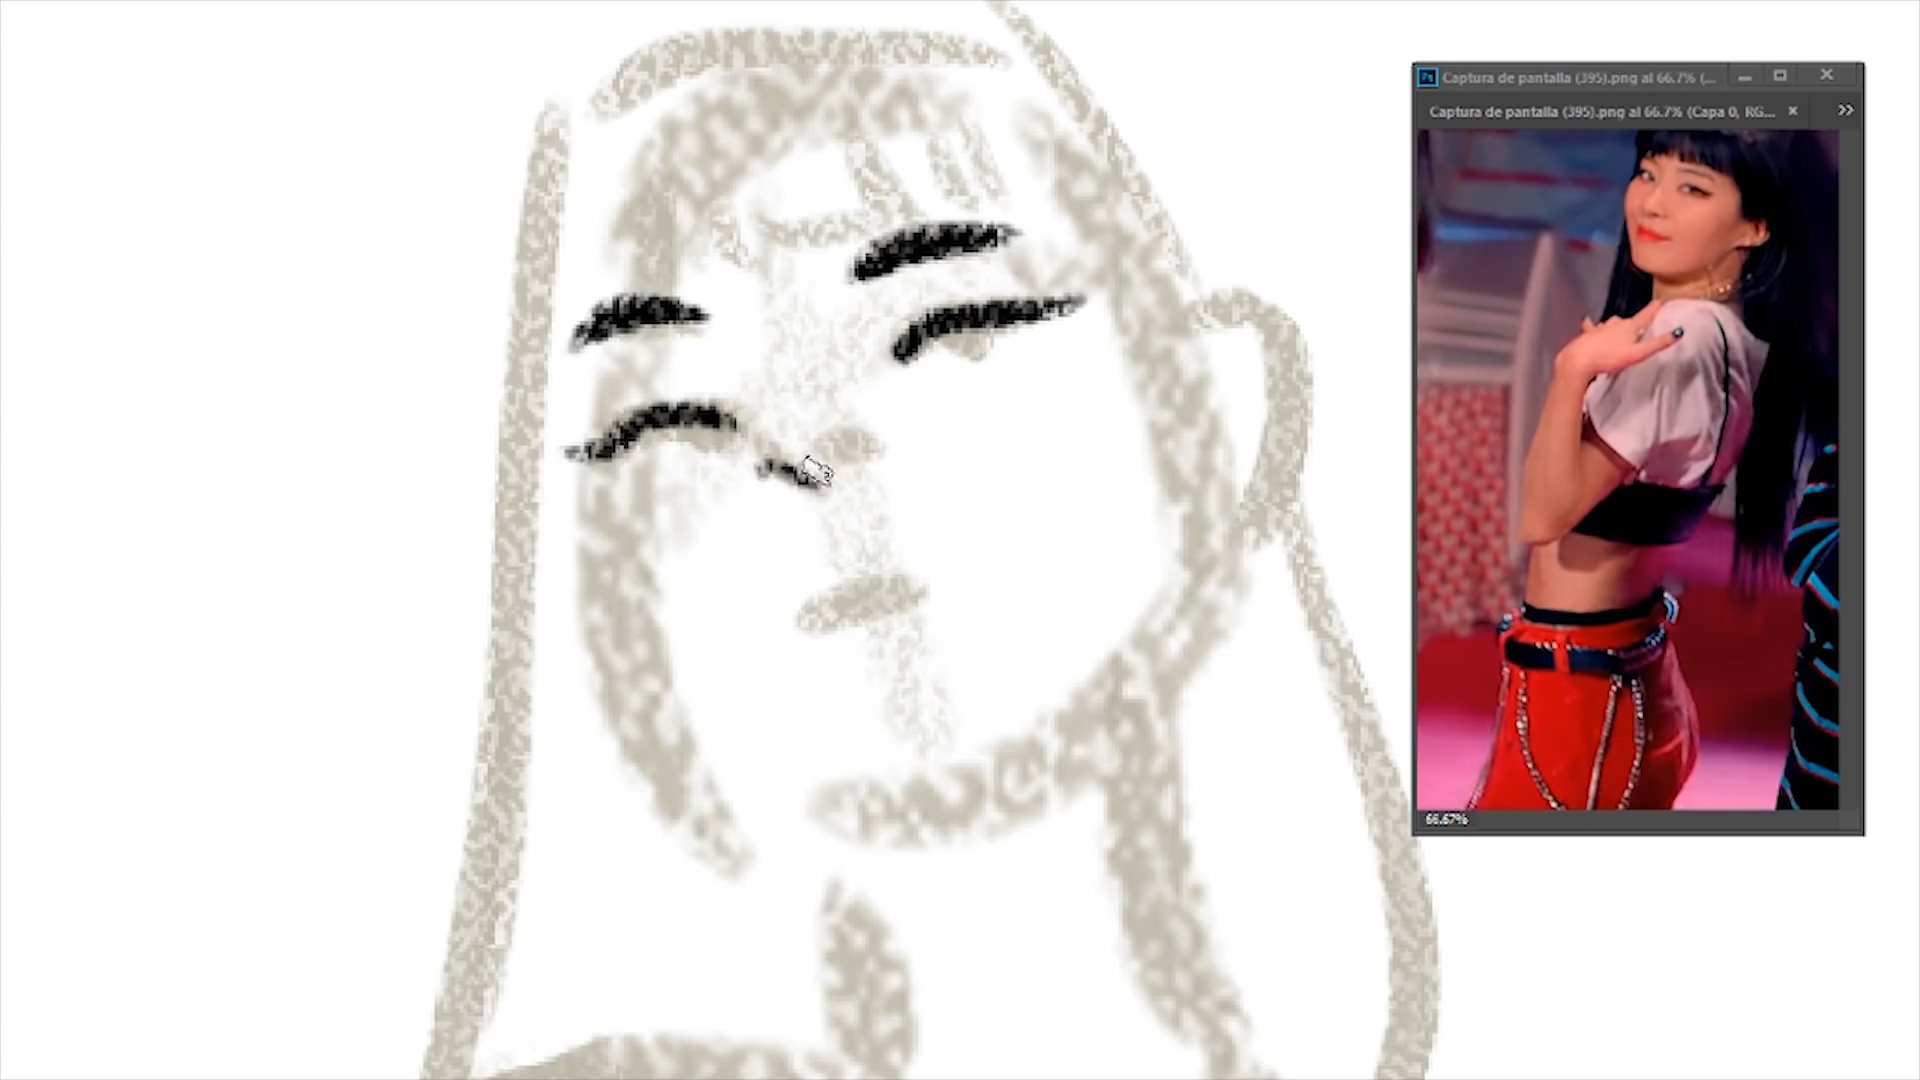 Ps Captura de pantalla (395).png al 66.7% (...
Captura de pantalla (395).png al 66.7% (Capa 0, RG...
66.67%